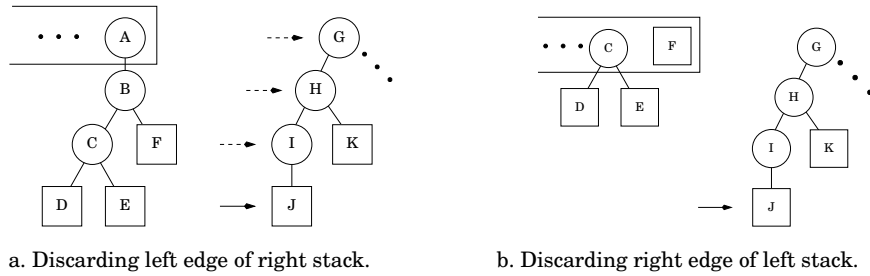 A G
B H
C F I K
D E J
C F G
D E H
I K
J
a. Discarding left edge of right stack. b. Discarding right edge of left stack.